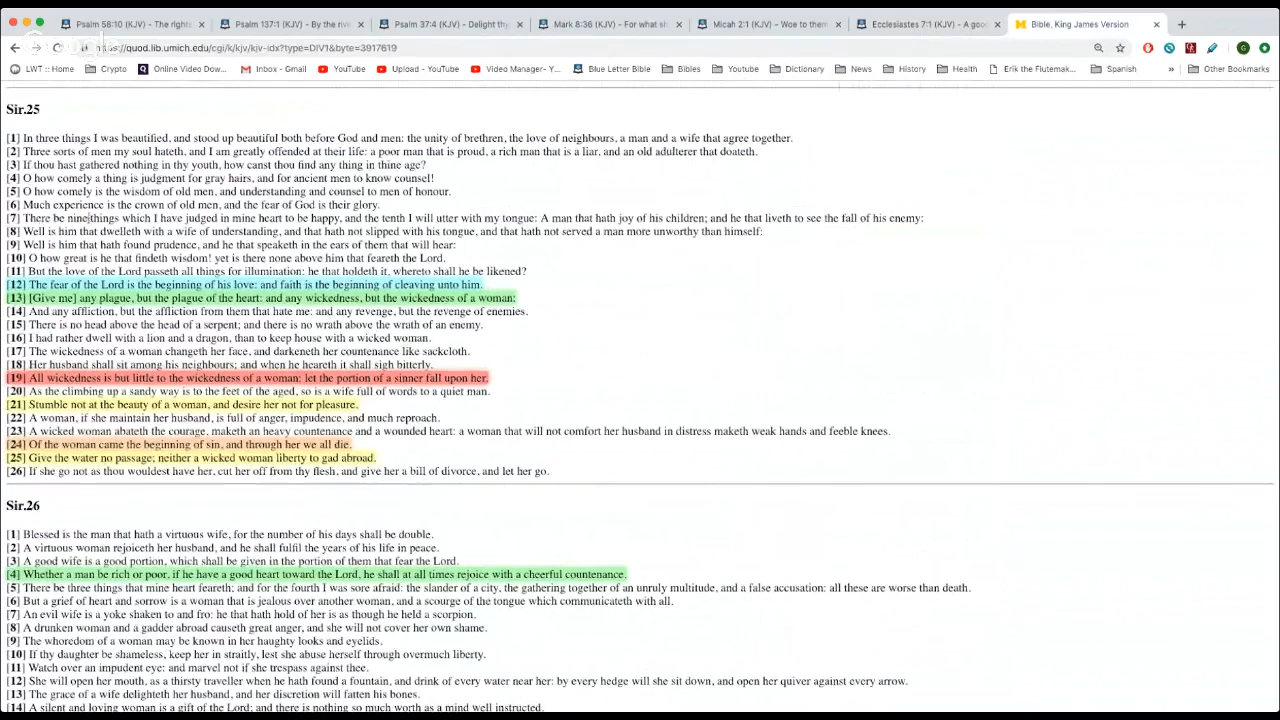 Psalm 58:10 (KJV) - The righte
Psalm 137:1 (KJV) - By the rive
Psalm 37:4 (KJV) - Delight thy
Mark 8:36 (KJV) - For what sh
Micah 2:1 (KJV) - Woe to them
Ecclesiastes 7:1 (KJV) - A good
Bible, King James Version
https://quod.lib.umich.edu/cgi/k/kjv/kjv-idx?type=DIV1&byte=3917619
LWT :: Home
Crypto
Online Video Dow...
Inbox - Gmail
YouTube
Upload - YouTube
Video Manager- Y...
Blue Letter Bible
Bibles
Youtube
Dictionary
News
History
Health
Erik the Flutemak...
Spanish
»
Other Bookmarks
Sir.25
[1] In three things I was beautified, and stood up beautiful both before God and men: the unity of brethren, the love of neighbours, a man and a wife that agree together.
[2] Three sorts of men my soul hateth, and I am greatly offended at their life: a poor man that is proud, a rich man that is a liar, and an old adulterer that doateth.
[3] If thou hast gathered nothing in thy youth, how canst thou find any thing in thine age?
[4] O how comely a thing is judgment for gray hairs, and for ancient men to know counsel!
[5] O how comely is the wisdom of old men, and understanding and counsel to men of honour.
[6] Much experience is the crown of old men, and the fear of God is their glory.
[7] There be nine things which I have judged in mine heart to be happy, and the tenth I will utter with my tongue: A man that hath joy of his children; and he that liveth to see the fall of his enemy:
[8] Well is him that dwelleth with a wife of understanding, and that hath not slipped with his tongue, and that hath not served a man more unworthy than himself:
[9] Well is him that hath found prudence, and he that speaketh in the ears of them that will hear:
[10] O how great is he that findeth wisdom! yet is there none above him that feareth the Lord.
[11] But the love of the Lord passeth all things for illumination: he that holdeth it, whereto shall he be likened?
[12] The fear of the Lord is the beginning of his love: and faith is the beginning of cleaving unto him.
[13] [Give me] any plague, but the plague of the heart: and any wickedness, but the wickedness of a woman:
[14] And any affliction, but the affliction from them that hate me: and any revenge, but the revenge of enemies.
[15] There is no head above the head of a serpent; and there is no wrath above the wrath of an enemy.
[16] I had rather dwell with a lion and a dragon, than to keep house with a wicked woman.
[17] The wickedness of a woman changeth her face, and darkeneth her countenance like sackcloth.
[18] Her husband shall sit among his neighbours; and when he heareth it shall sigh bitterly.
[19] All wickedness is but little to the wickedness of a woman: let the portion of a sinner fall upon her.
[20] As the climbing up a sandy way is to the feet of the aged, so is a wife full of words to a quiet man.
[21] Stumble not at the beauty of a woman, and desire her not for pleasure.
[22] A woman, if she maintain her husband, is full of anger, impudence, and much reproach.
[23] A wicked woman abateth the courage, maketh an heavy countenance and a wounded heart: a woman that will not comfort her husband in distress maketh weak hands and feeble knees.
[24] Of the woman came the beginning of sin, and through her we all die.
[25] Give the water no passage; neither a wicked woman liberty to gad abroad.
[26] If she go not as thou wouldest have her, cut her off from thy flesh, and give her a bill of divorce, and let her go.
Sir.26
[1] Blessed is the man that hath a virtuous wife, for the number of his days shall be double.
[2] A virtuous woman rejoiceth her husband, and he shall fulfil the years of his life in peace.
[3] A good wife is a good portion, which shall be given in the portion of them that fear the Lord.
[4] Whether a man be rich or poor, if he have a good heart toward the Lord, he shall at all times rejoice with a cheerful countenance.
[5] There be three things that mine heart feareth; and for the fourth I was sore afraid: the slander of a city, the gathering together of an unruly multitude, and a false accusation: all these are worse than death.
[6] But a grief of heart and sorrow is a woman that is jealous over another woman, and a scourge of the tongue which communicateth with all.
[7] An evil wife is a yoke shaken to and fro: he that hath hold of her is as though he held a scorpion.
[8] A drunken woman and a gadder abroad causeth great anger, and she will not cover her own shame.
[9] The whoredom of a woman may be known in her haughty looks and eyelids.
[10] If thy daughter be shameless, keep her in straitly, lest she abuse herself through overmuch liberty.
[11] Watch over an impudent eye: and marvel not if she trespass against thee.
[12] She will open her mouth, as a thirsty traveller when he hath found a fountain, and drink of every water near her: by every hedge will she sit down, and open her quiver against every arrow.
[13] The grace of a wife delighteth her husband, and her discretion will fatten his bones.
[14] A silent and loving woman is a gift of the Lord; and there is nothing so much worth as a mind well instructed.